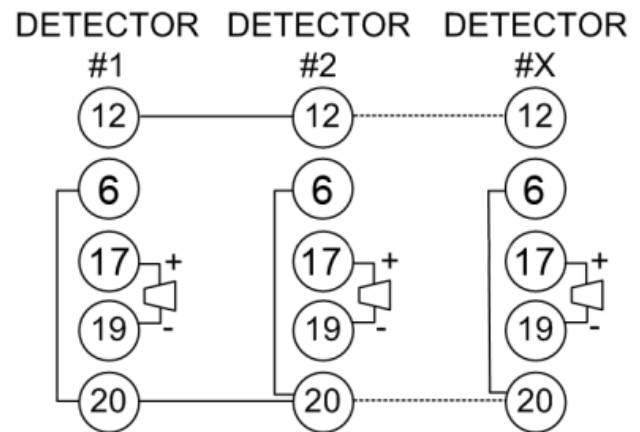 DETECTOR DETECTOR DETECTOR
#1 #2 #X
12 12 12
6 6 6
17 + 17 + 17 +
19 - 19 - 19 -
20 20 20